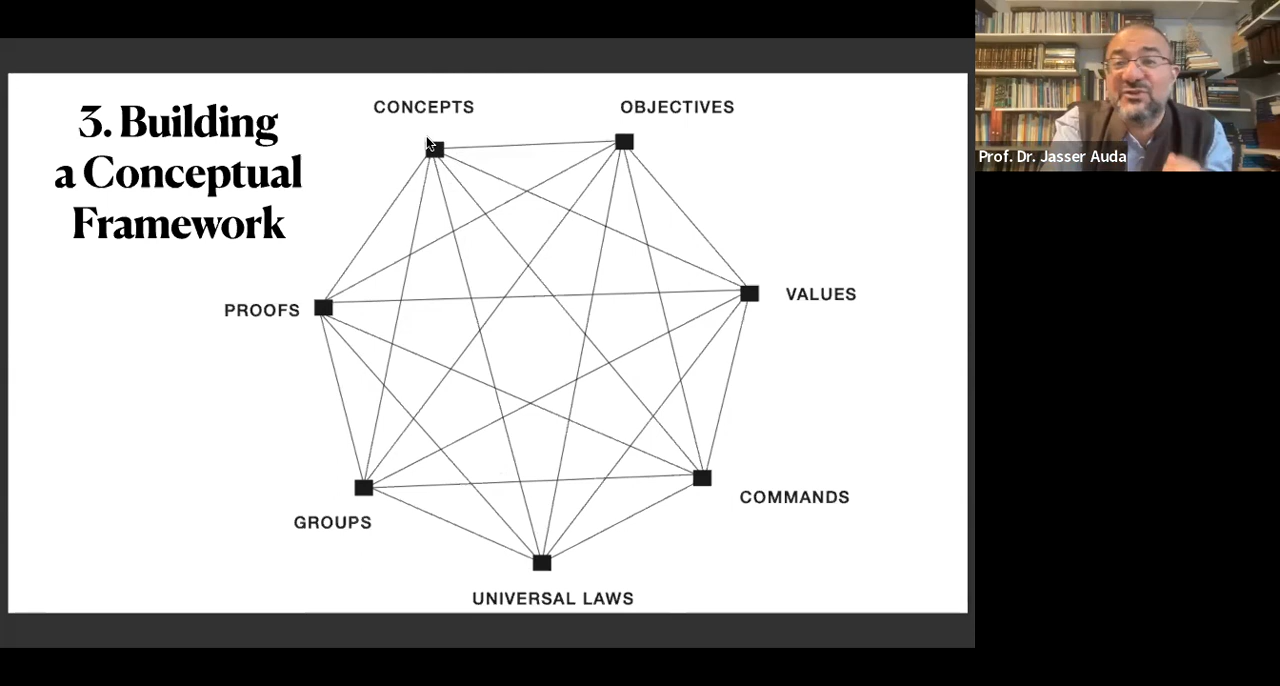 3. Building
a Conceptual
Framework
CONCEPTS
OBJECTIVES
PROOFS
VALUES
GROUPS
COMMANDS
UNIVERSAL LAWS
Prof. Dr. Jasser Auda